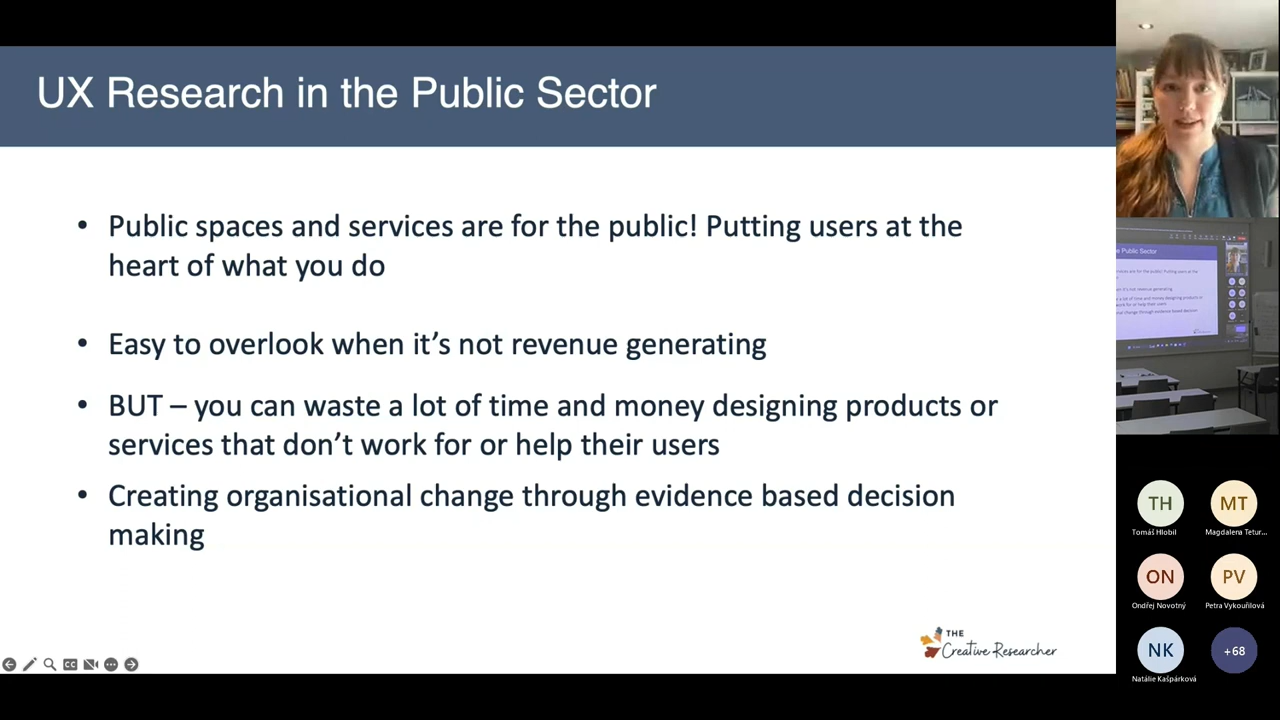 UX Research in the Public Sector
• Public spaces and services are for the public! Putting users at the
heart of what you do
• Easy to overlook when it’s not revenue generating
• BUT – you can waste a lot of time and money designing products or
services that don’t work for or help their users
• Creating organisational change through evidence based decision
making
THE
Creative Researcher
CC
TH
Tomáš Hlobil
MT
Magdalena Tetur...
ON
Ondřej Novotný
PV
Petra Vykouřilová
NK
Natálie Kašpárková
+68